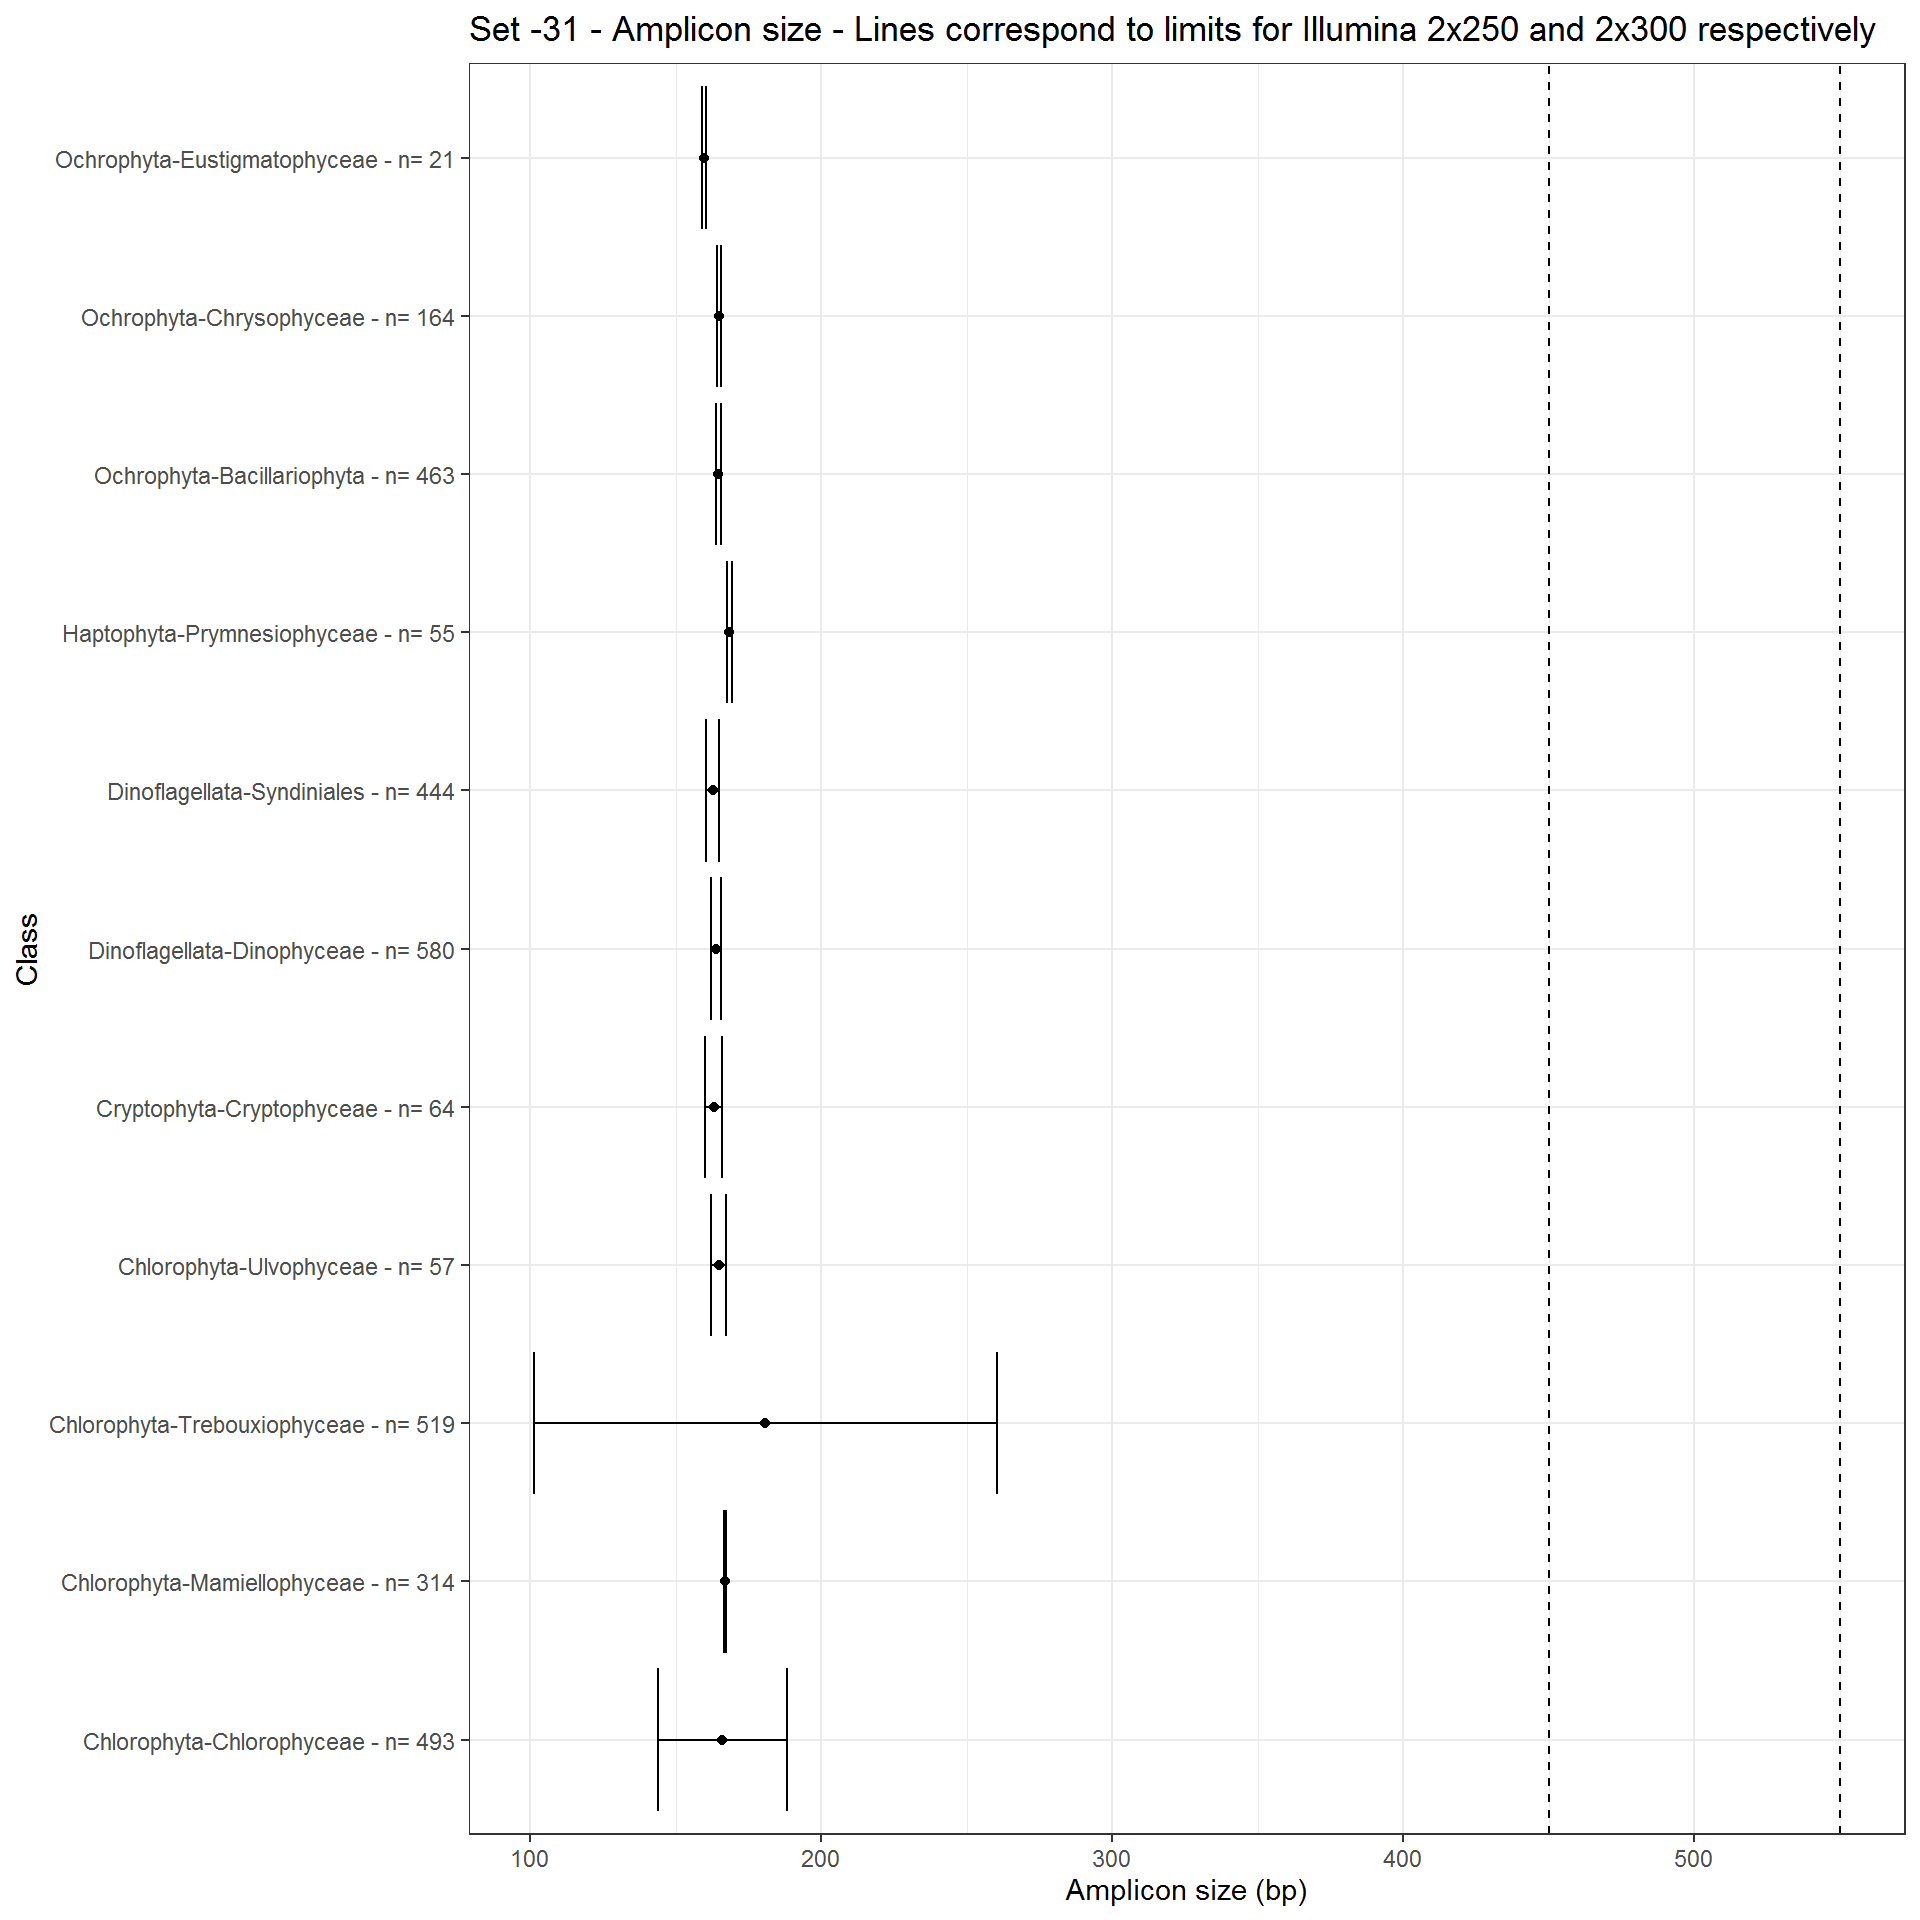 Set -31 - Amplicon size - Lines correspond to limits for Illumina 2x250 and 2x300 respectively
Ochrophyta-Eustigmatophyceae - n= 21
Ochrophyta-Chrysophyceae - n= 164
Ochrophyta-Bacillariophyta - n= 463
Haptophyta-Prymnesiophyceae - n= 55
Dinoflagellata-Syndiniales - n= 444
Dinoflagellata-Dinophyceae - n= 580
Cryptophyta-Cryptophyceae - n= 64
Chlorophyta-Ulvophyceae - n= 57
Chlorophyta-Trebouxiophyceae - n= 519
Chlorophyta-Mamiellophyceae - n= 314
Chlorophyta-Chlorophyceae - n= 493
Class
100 200 300 400 500
Amplicon size (bp)